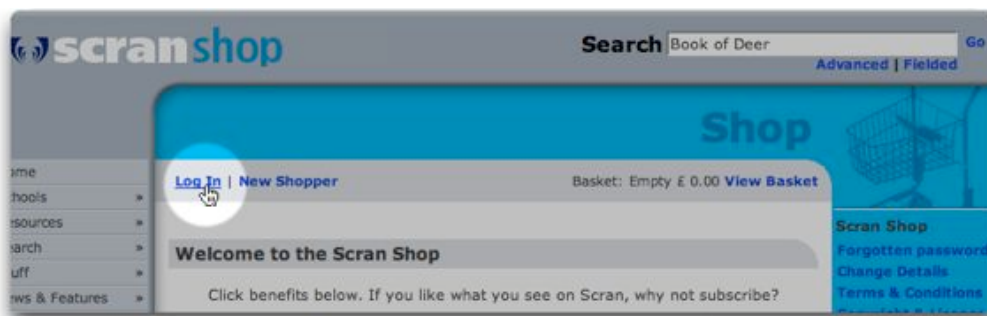 scran shop
Search Book of Deer Go
Advanced | Fielded
Shop
ome
Log In | New Shopper
Basket: Empty £ 0.00 View Basket
hools »
sources »
arch »
uff »
ws & Features »
Welcome to the Scran Shop
Click benefits below. If you like what you see on Scran, why not subscribe?
Scran Shop
Forgotten password
Change Details
Terms & Conditions